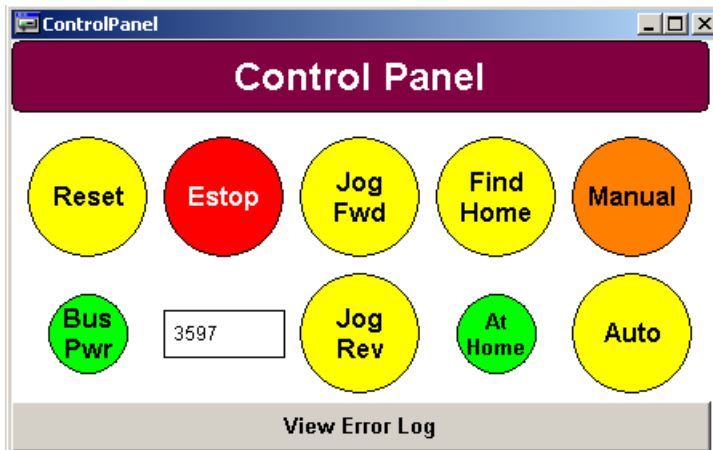 ControlPanel
Control Panel
Reset
Estop
Jog
Fwd
Find
Home
Manual
Bus
Pwr
3597
Jog
Rev
At
Home
Auto
View Error Log